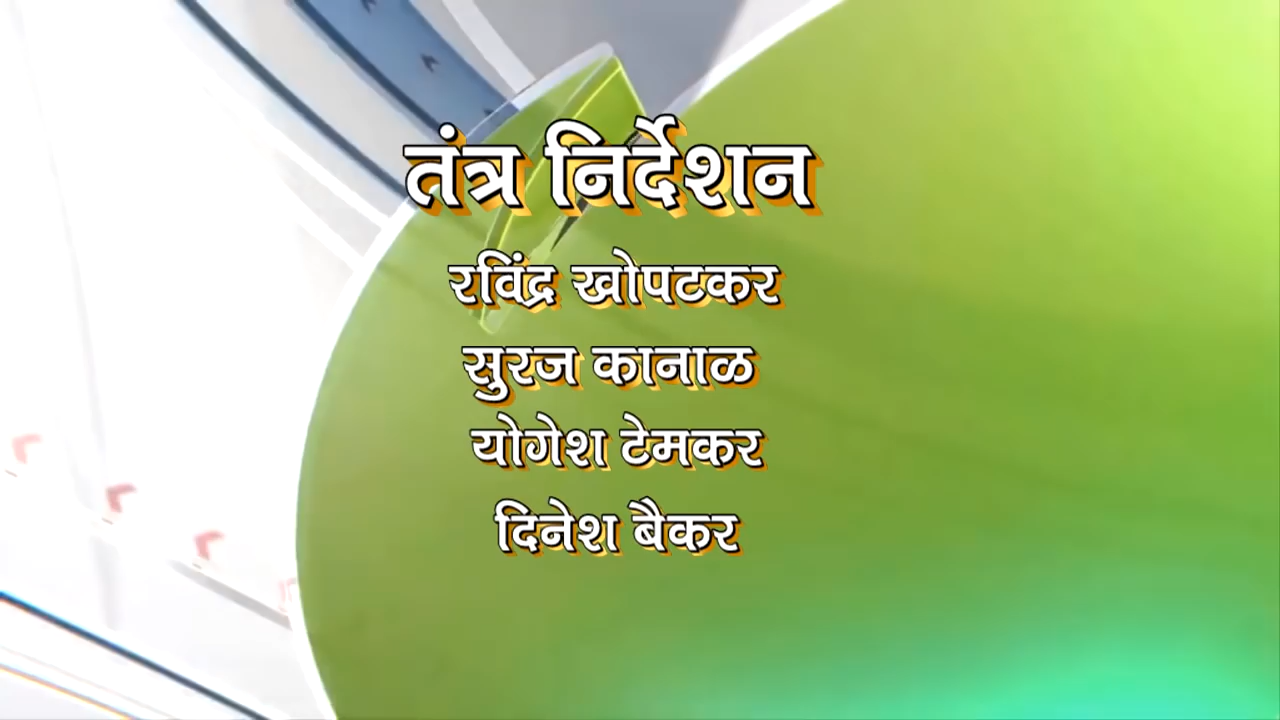 तंत्र निर्देशन
रविंद्र खोपटकर
सुरज कानाळ
योगेश टेमकर
दिनेश बैकर